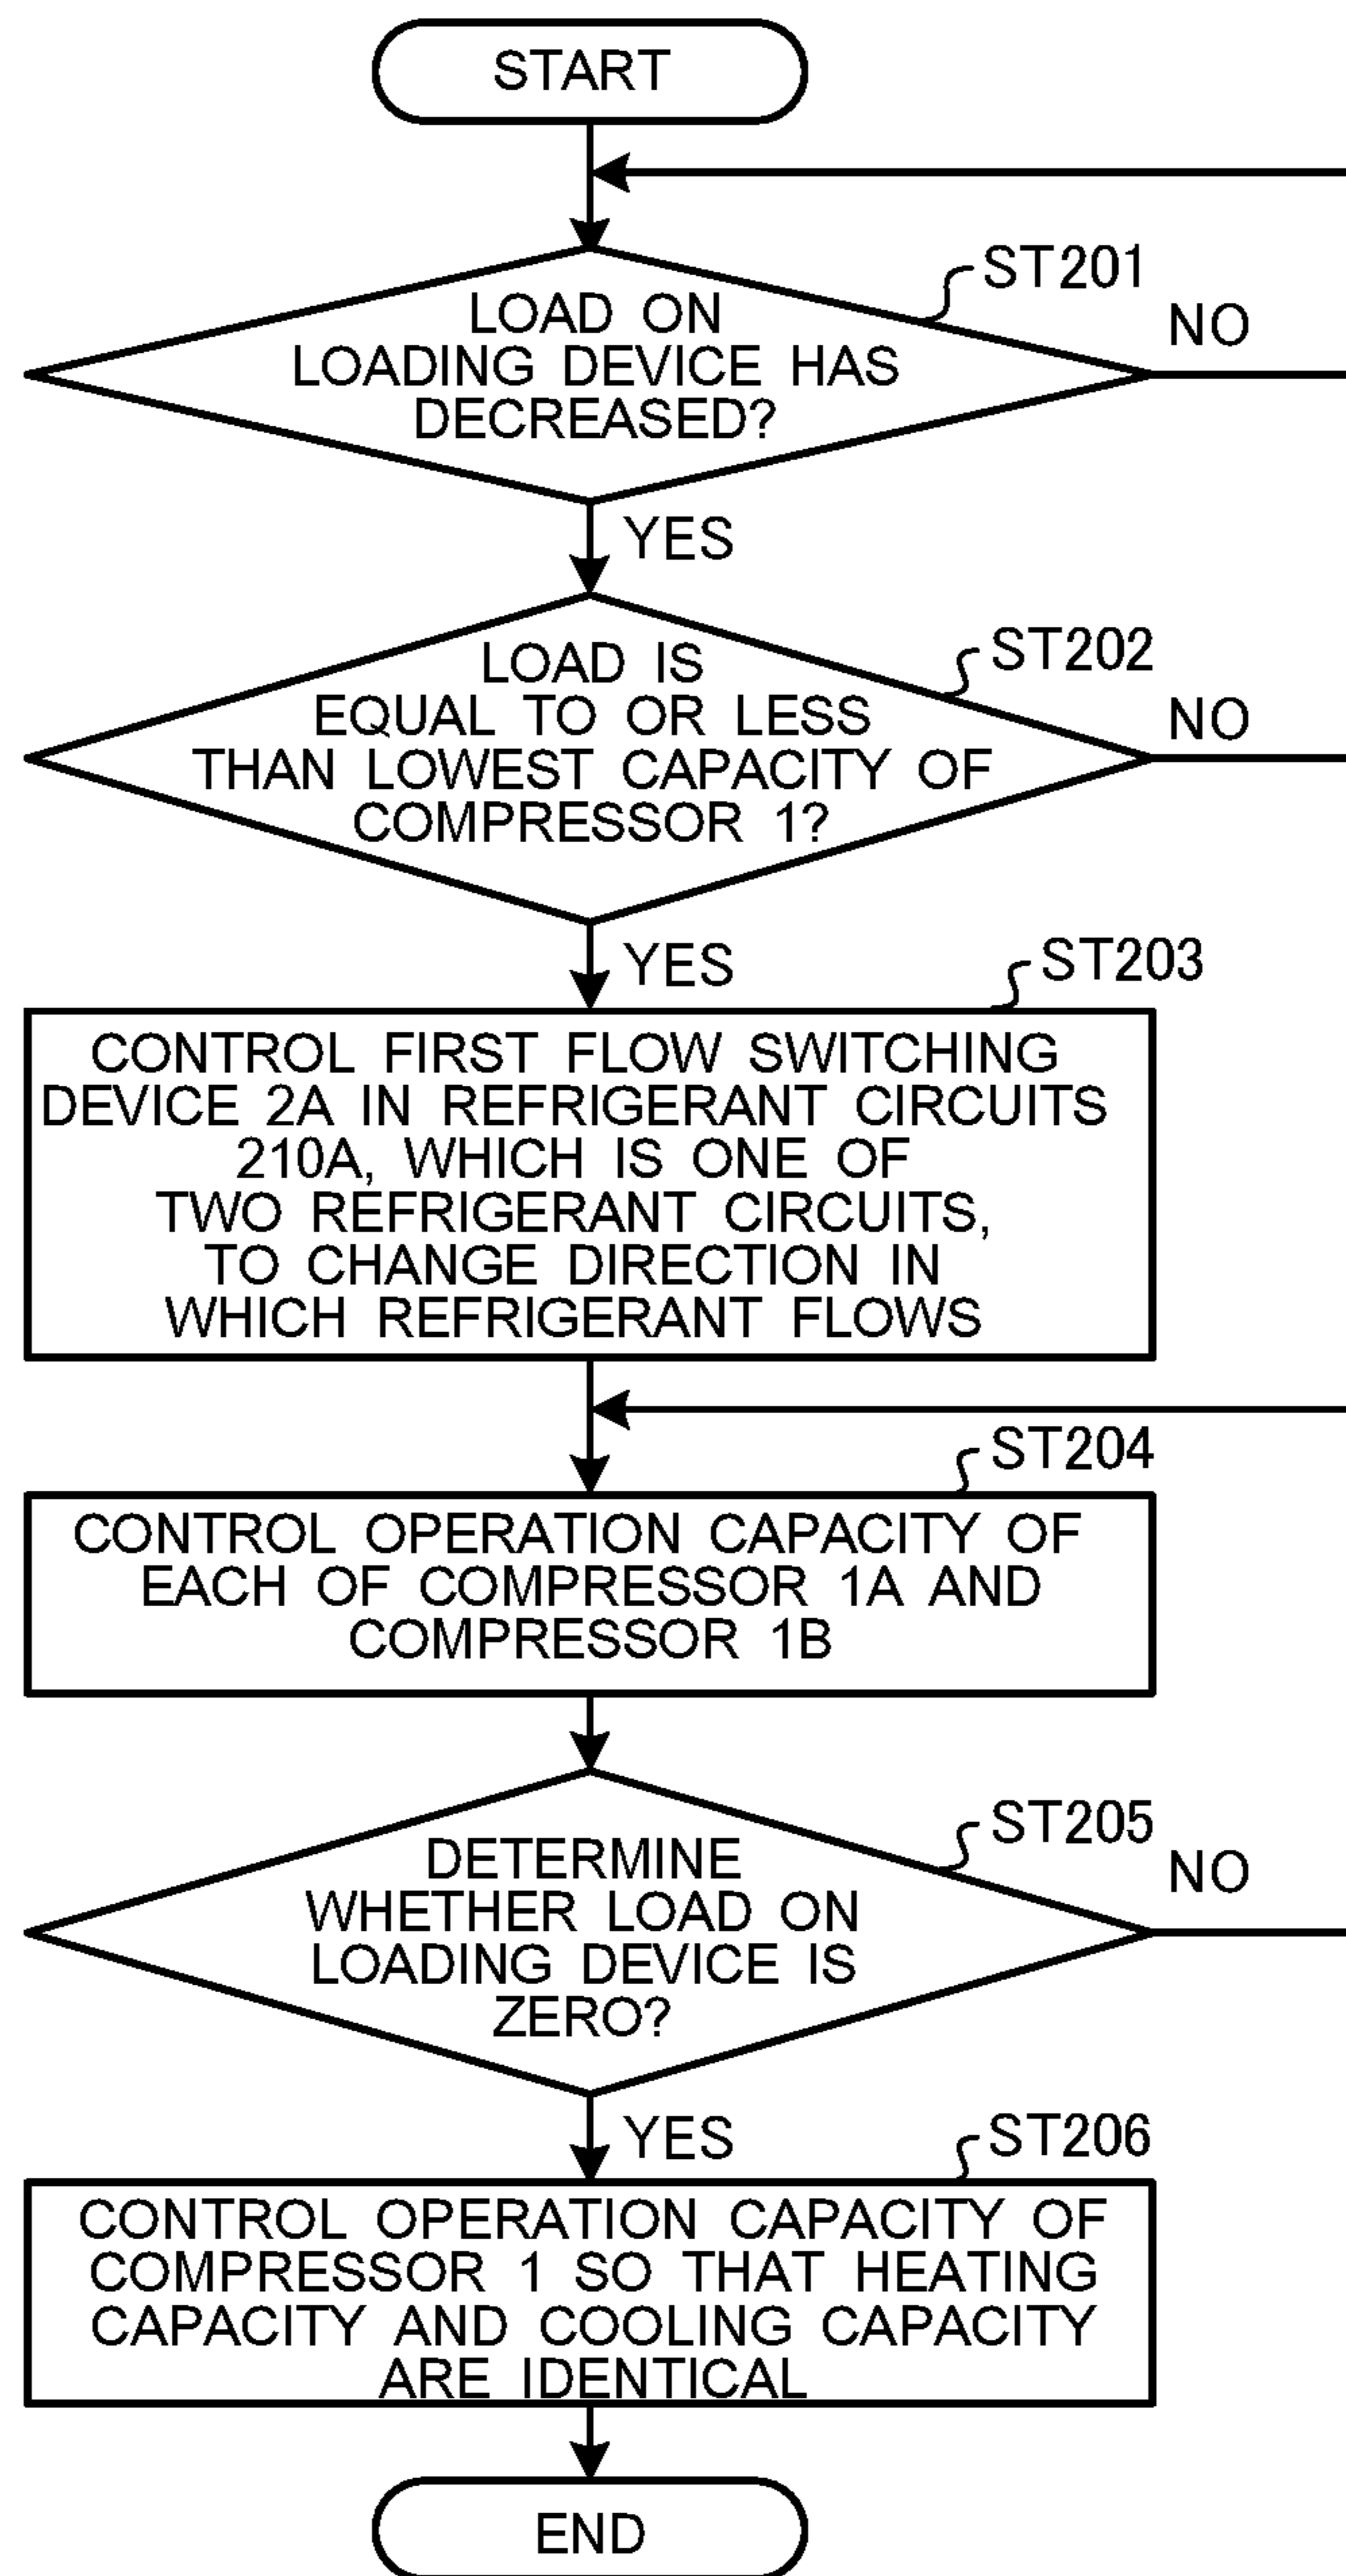 START
ST201
LOAD ON
LOADING DEVICE HAS
DECREASED?
NO
YES
ST202
LOAD IS
EQUAL TO OR LESS
THAN LOWEST CAPACITY OF
COMPRESSOR 1?
NO
YES
ST203
CONTROL FIRST FLOW SWITCHING
DEVICE 2A IN REFRIGERANT CIRCUITS
210A, WHICH IS ONE OF
TWO REFRIGERANT CIRCUITS,
TO CHANGE DIRECTION IN
WHICH REFRIGERANT FLOWS
ST204
CONTROL OPERATION CAPACITY OF
EACH OF COMPRESSOR 1A AND
COMPRESSOR 1B
ST205
DETERMINE
WHETHER LOAD ON
LOADING DEVICE IS
ZERO?
NO
YES
ST206
CONTROL OPERATION CAPACITY OF
COMPRESSOR 1 SO THAT HEATING
CAPACITY AND COOLING CAPACITY
ARE IDENTICAL
END